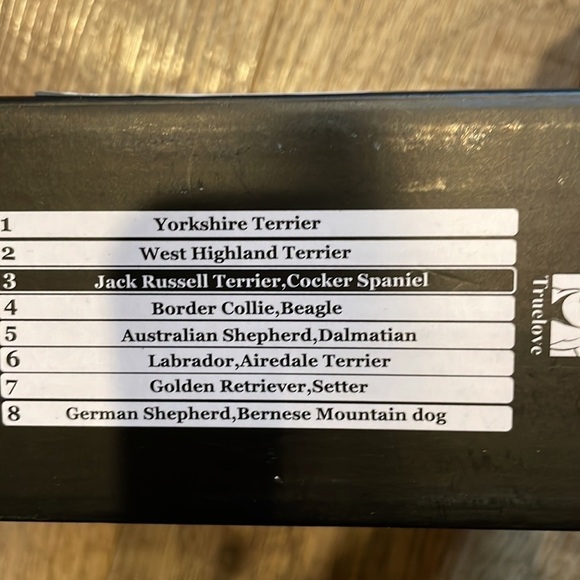 1 Yorkshire Terrier
2 West Highland Terrier
3 Jack Russell Terrier,Cocker Spaniel
4 Border Collie,Beagle
5 Australian Shepherd,Dalmatian
6 Labrador,Airedale Terrier
7 Golden Retriever,Setter
8 German Shepherd,Bernese Mountain dog
Truelove